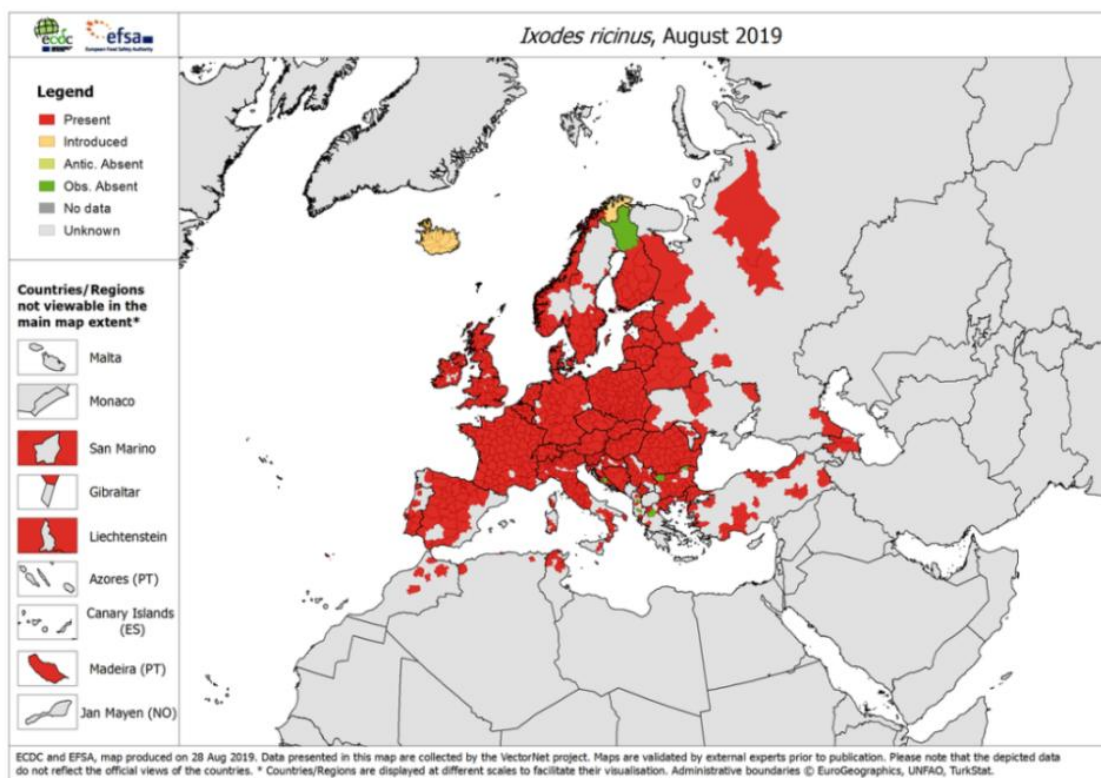 ecdc
efsa
European Food Safety Authority
Ixodes ricinus, August 2019
Legend
Present
Introduced
Antic. Absent
Obs. Absent
No data
Unknown
Countries/Regions
not viewable in the
main map extent*
Malta
Monaco
San Marino
Gibraltar
Liechtenstein
Azores (PT)
Canary Islands
(ES)
Madeira (PT)
Jan Mayen (NO)
ECDC and EFSA, map produced on 28 Aug 2019. Data presented in this map are collected by the VectorNet project. Maps are validated by external experts prior to publication. Please note that the depicted data
do not reflect the official views of the countries. * Countries/Regions are displayed at different scales to facilitate their visualisation. Administrative boundaries © EuroGeographics, UNFAO, TurkStat.